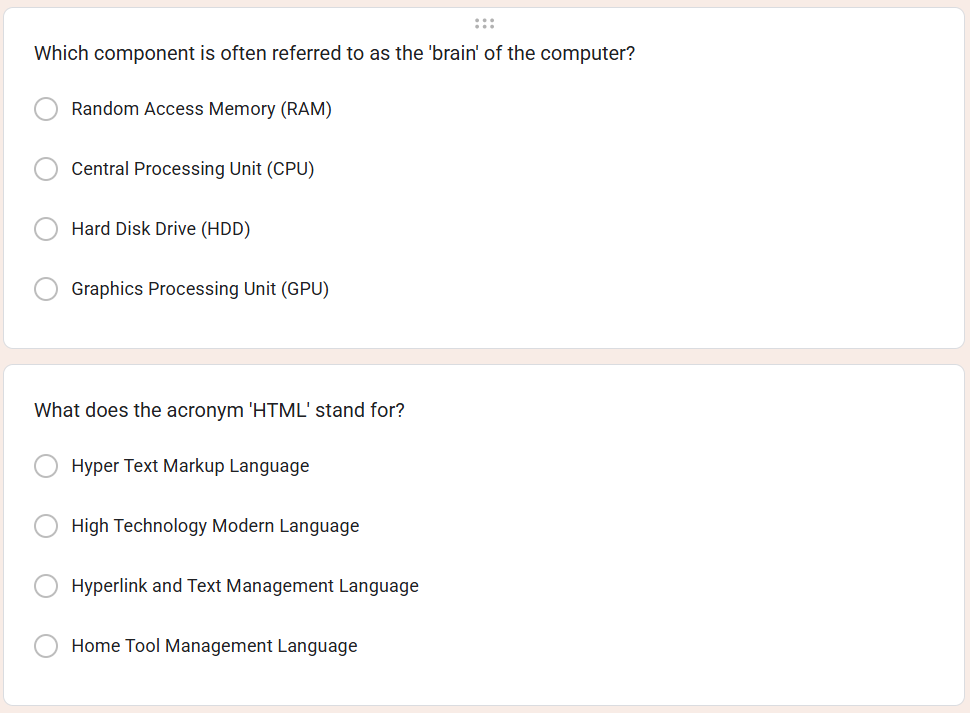 Which component is often referred to as the 'brain' of the computer?
Random Access Memory (RAM)
Central Processing Unit (CPU)
Hard Disk Drive (HDD)
Graphics Processing Unit (GPU)
What does the acronym 'HTML' stand for?
Hyper Text Markup Language
High Technology Modern Language
Hyperlink and Text Management Language
Home Tool Management Language